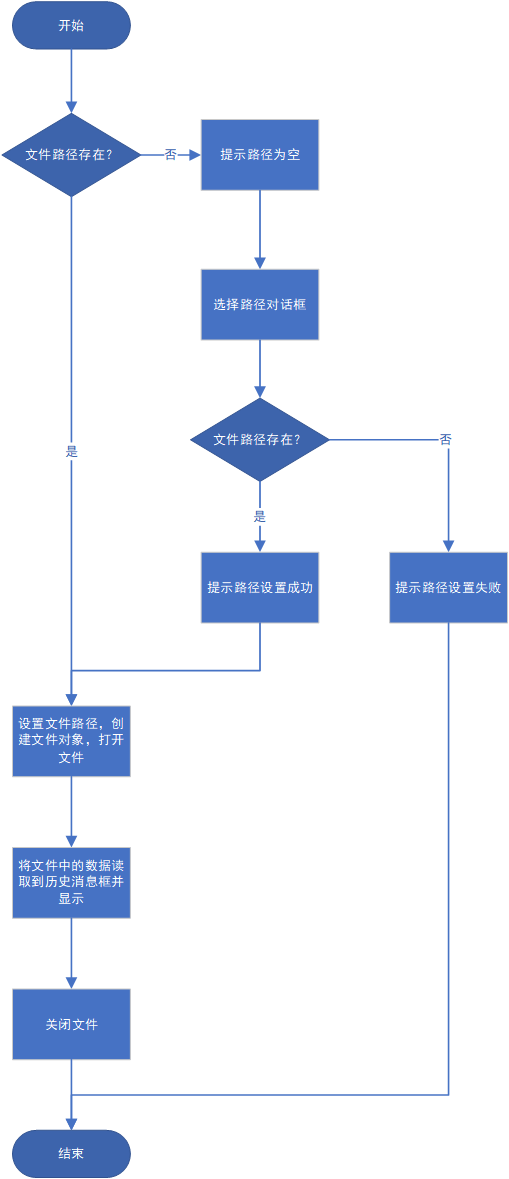 开始
文件路径存在？
否
提示路径为空
选择路径对话框
文件路径存在？
否
是
是
提示路径设置成功
提示路径设置失败
设置文件路径，创
建文件对象，打开
文件
将文件中的数据读
取到历史消息框并
显示
关闭文件
结束